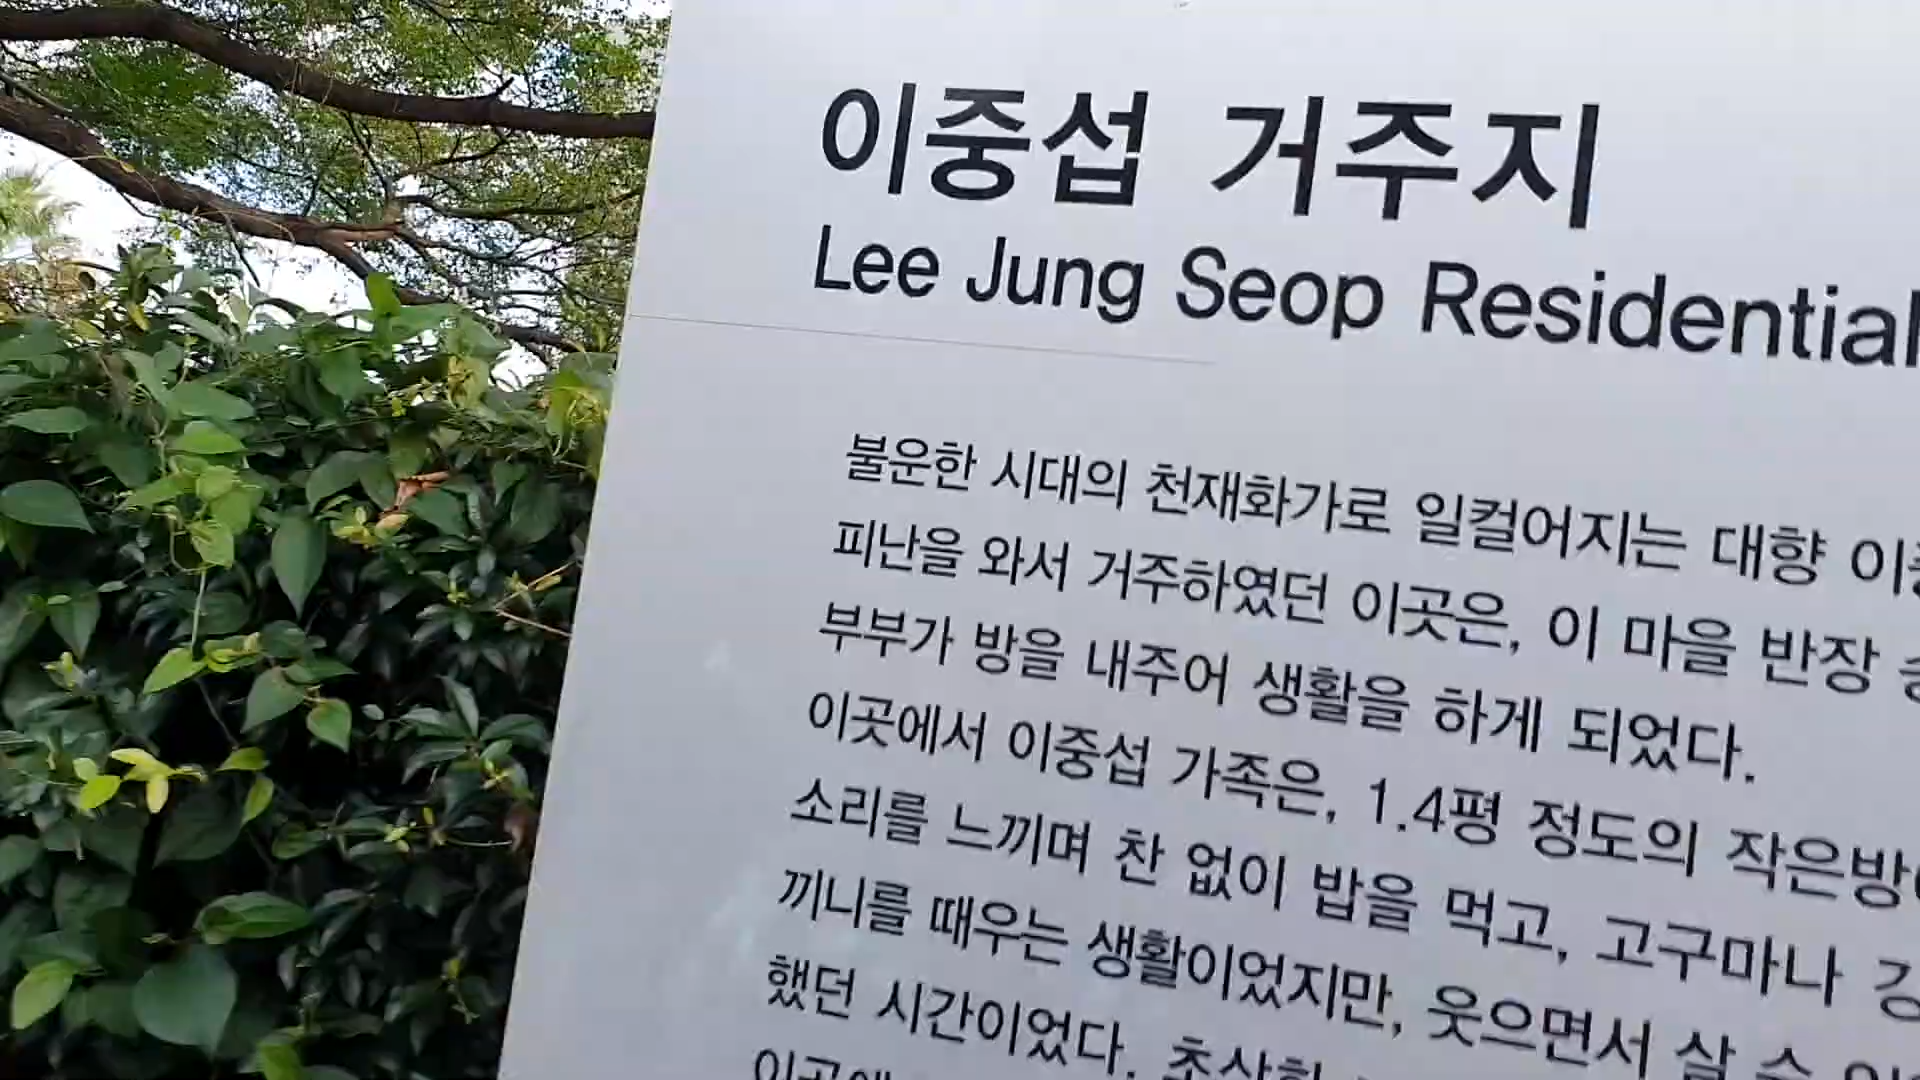 이중섭 거주지
Lee Jung Seop Residential
불운한 시대의 천재화가로 일컬어지는 대향
피난을 와서 거주하였던 이곳은, 이 마을 반장
부부가 방을 내주어 생활을 하게 되었다.
이곳에서 이중섭 가족은, 1.4평 정도의
소리를 느끼며 찬 없이 밥을 먹고, 고구마나
끼니를 때우는 생활이었지만, 웃으면서 살 수
했던 시간이었다.